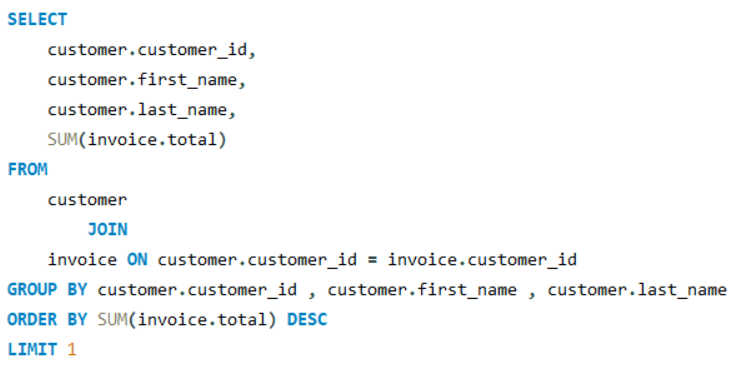 SELECT
customer.customer_id,
customer.first_name,
customer.last_name,
SUM(invoice.total)
FROM
customer
JOIN
invoice ON customer.customer_id = invoice.customer_id
GROUP BY customer.customer_id , customer.first_name , customer.last_name
ORDER BY SUM(invoice.total) DESC
LIMIT 1